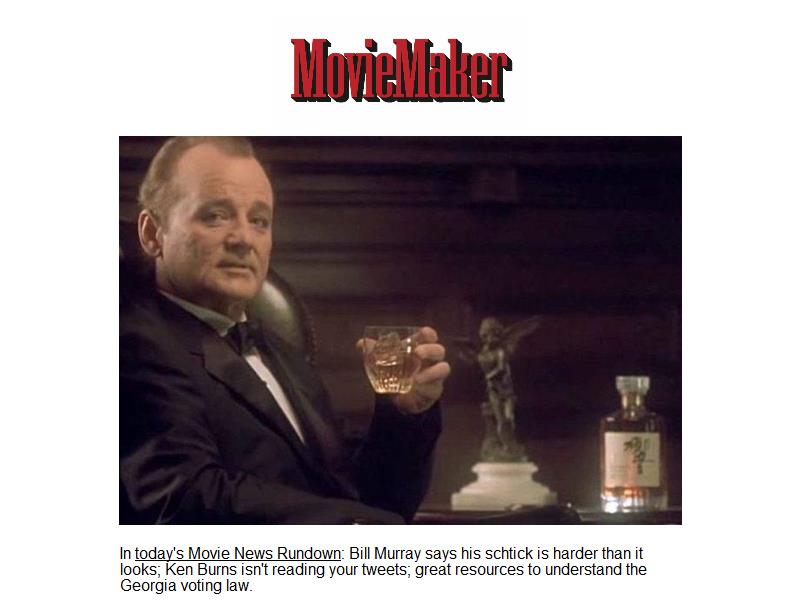 MovieMaker
In today's Movie News Rundown: Bill Murray says his schtick is harder than it
looks; Ken Burns isn't reading your tweets; great resources to understand the
Georgia voting law.